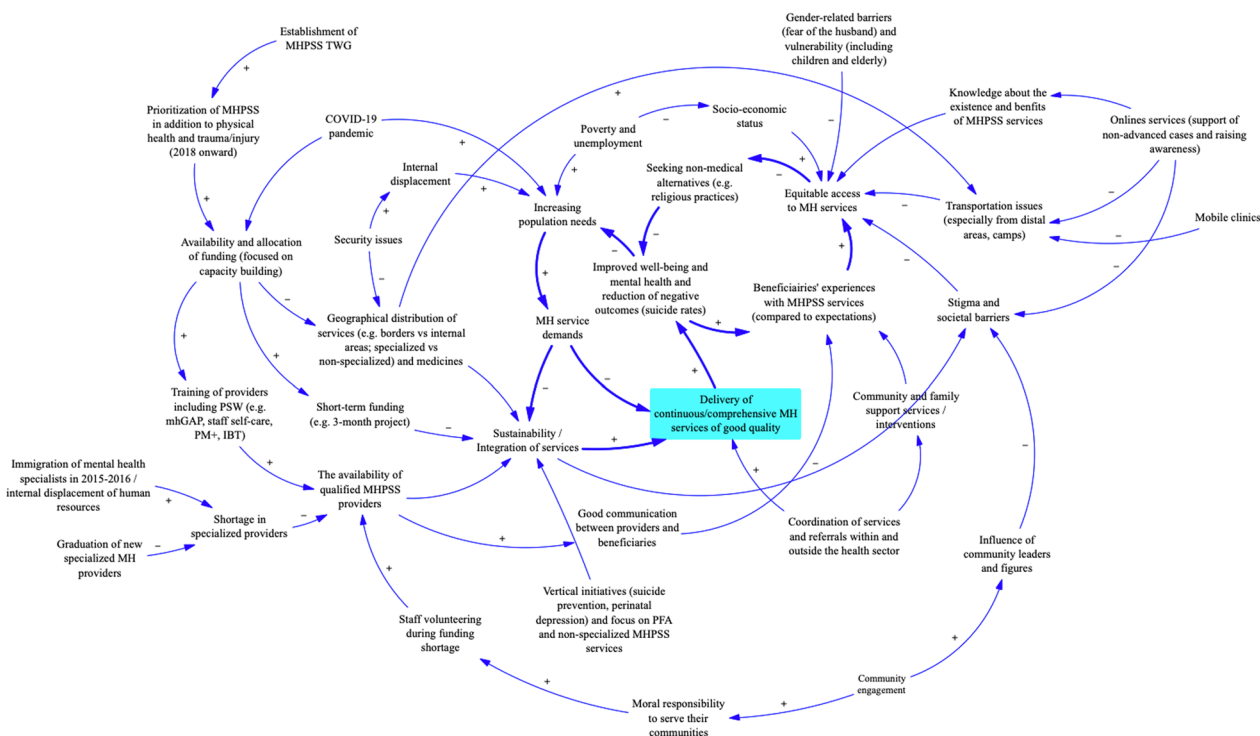 Establishment of
MHPSS TWG
+
Prioritization of MHPSS
in addition to physical
health and trauma/injury
(2018 onward)
+
COVID-19
pandemic
+
Internal
displacement
+
+
Security issues
−
Availability and allocation
of funding (focused on
capacity building)
−
+
+
Geographical distribution of
services (e.g. borders vs internal
areas; specialized vs
non-specialized) and medicines
+
Training of providers
including PSW (e.g.
mhGAP, staff self-care,
PM+, IBT)
+
Short-term funding
(e.g. 3-month project)
−
Immigration of mental health
specialists in 2015-2016 /
internal displacement of human
resources
+
Graduation of new
specialized MH
providers
−
Shortage in
specialized providers
−
The availability of
qualified MHPSS
providers
+
Staff volunteering
during funding
shortage
+
Poverty and
unemployment
−
+
Socio-economic
status
+
Increasing
population needs
+
MH service
demands
−
−
Sustainability /
Integration of services
+
−
Seeking non-medical
alternatives (e.g.
religious practices)
−
−
Improved well-being and
mental health and
reduction of negative
outcomes (suicide rates)
−
+
Delivery of
continuous/comprehensive MH
services of good quality
+
Good communication
between providers and
beneficiaries
Vertical initiatives (suicide
prevention, perinatal
depression) and focus on PFA
and non-specialized MHPSS
services
Gender-related barriers
(fear of the husband) and
vulnerability (including
children and elderly)
−
Equitable access
to MH services
Beneficiairies' experiences
with MHPSS services
(compared to expectations)
+
Community and family
support services /
interventions
Coordination of services
and referrals within and
outside the health sector
+
Knowledge about the
existence and benfits
of MHPSS services
Onlines services (support of
non-advanced cases and raising
awareness)
−
−
Transportation issues
(especially from distal
areas, camps)
−
Mobile clinics
−
Stigma and
societal barriers
−
Influence of
community leaders
and figures
−
Community
engagement
+
+
Moral responsibility
to serve their
communities
+